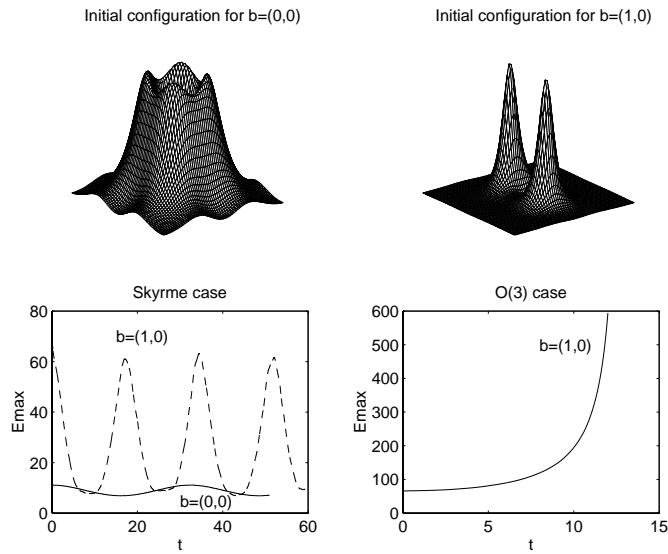 Initial configuration for b=(0,0)
Initial configuration for b=(1,0)
Skyrme case
80
60
40
20
0
Emax
b=(1,0)
b=(0,0)
0
20
40
60
t
O(3) case
600
500
400
300
200
100
0
Emax
b=(1,0)
0
5
10
15
t